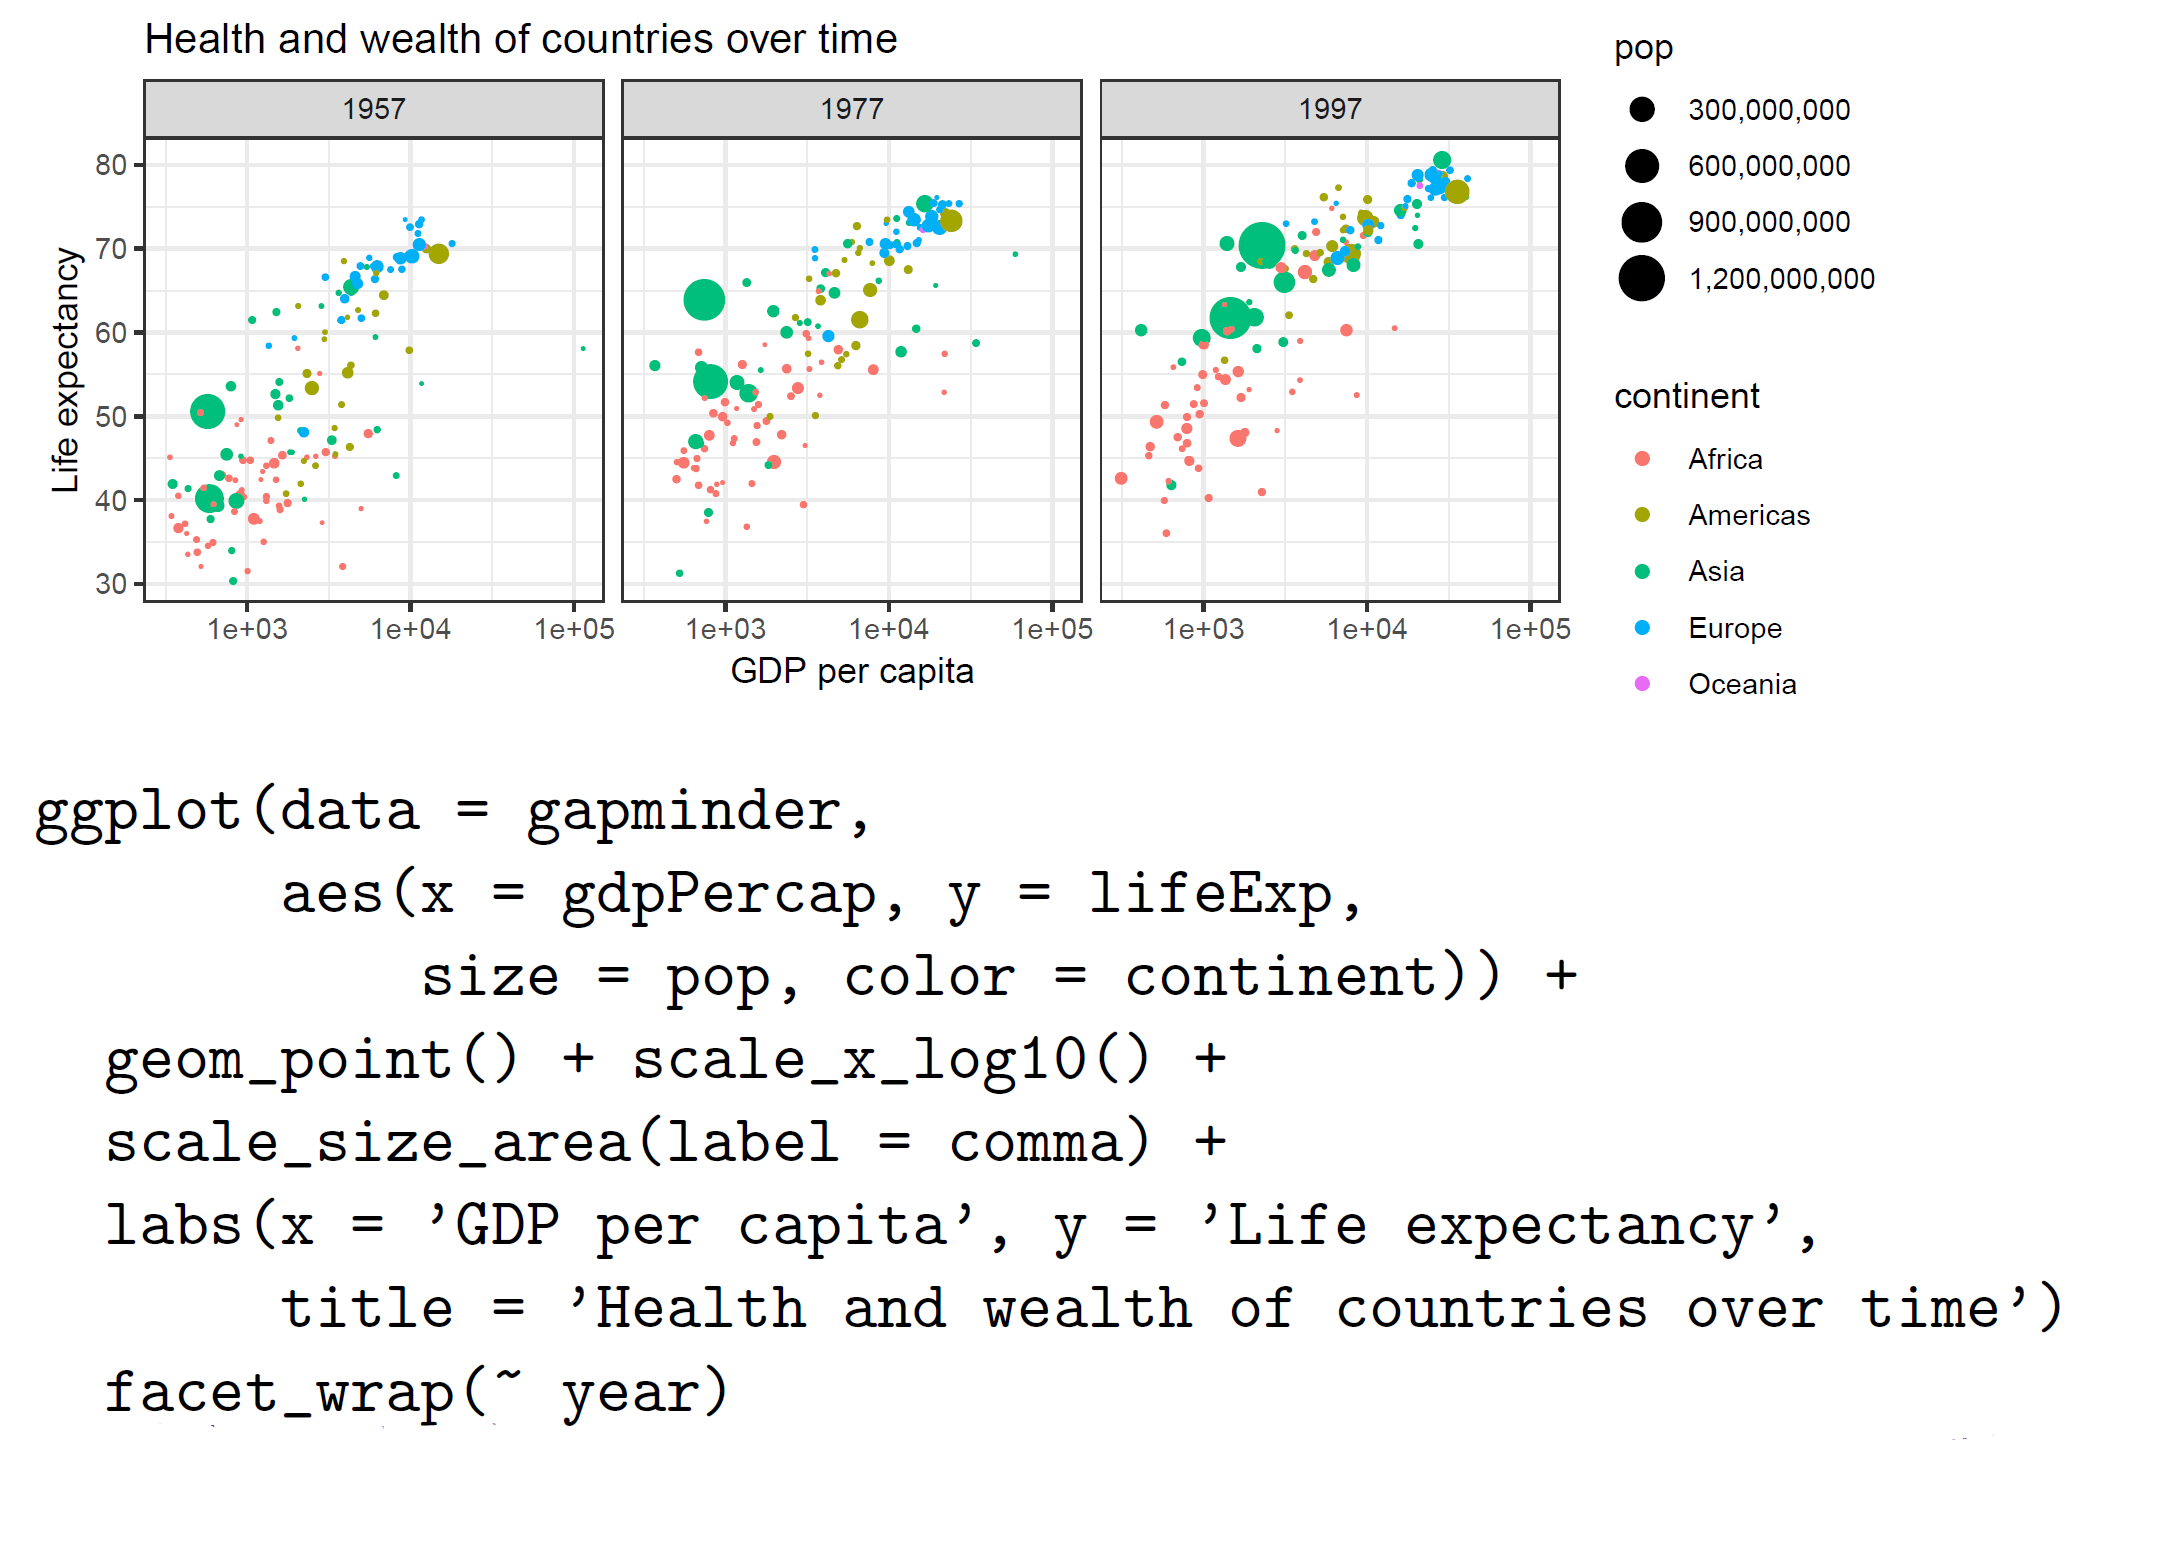 Health and wealth of countries over time
1957
1977
1997
80
70
60
50
40
30
Life expectancy
1e+03
1e+04
1e+05
1e+03
1e+04
1e+05
1e+03
1e+04
1e+05
GDP per capita
pop
300,000,000
600,000,000
900,000,000
1,200,000,000
continent
Africa
Americas
Asia
Europe
Oceania
ggplot(data = gapminder,
aes(x = gdpPercap, y = lifeExp,
size = pop, color = continent)) +
geom_point() + scale_x_log10() +
scale_size_area(label = comma) +
labs(x = ’GDP per capita’, y = ’Life expectancy’,
title = ’Health and wealth of countries over time’)
facet_wrap(~ year)